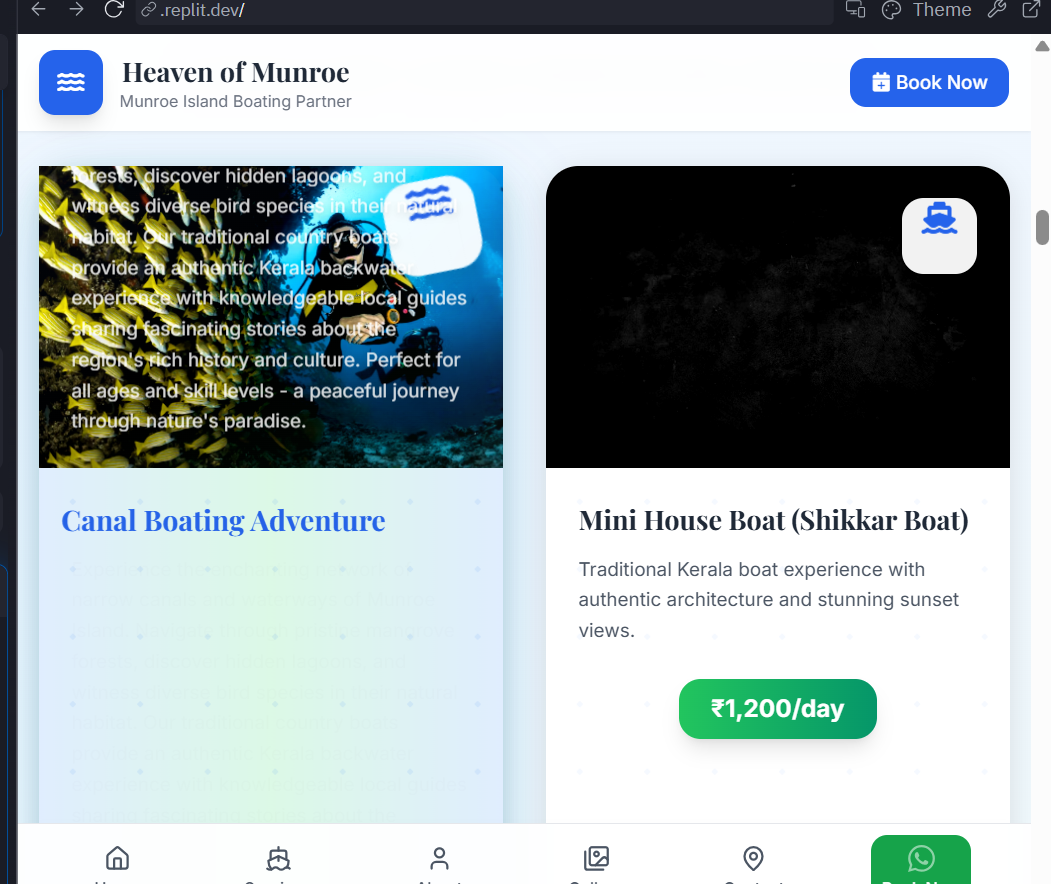 .replit.dev/
Theme
Heaven of Munroe
Munroe Island Boating Partner
Book Now
forests, discover hidden lagoons, and
witness diverse bird species in their natural
habitat. Our traditional country boats
provide an authentic Kerala backwater
experience with knowledgeable local guides
sharing fascinating stories about the
region's rich history and culture. Perfect for
all ages and skill levels - a peaceful journey
through nature's paradise.
Canal Boating Adventure
Mini House Boat (Shikkar Boat)
Traditional Kerala boat experience with
authentic architecture and stunning sunset
views.
₹1,200/day